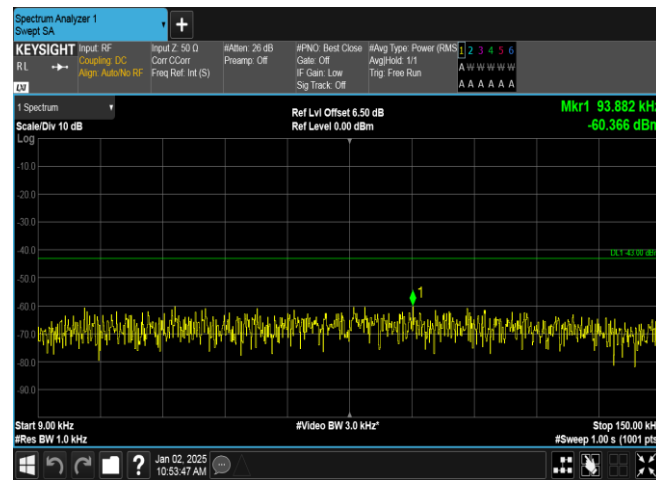 Spectrum Analyzer 1
Swept SA
+
KEYSIGHT Input: RF Input Z: 50 Ω #Atten: 26 dB #PNO: Best Close #Avg Type: Power (RMS 1 2 3 4 5 6
RL Coupling: DC Corr CCorr Preamp: Off Gate: Off Avg|Hold: 1/1 A W W W W W
Align: Auto/No RF Freq Ref: Int (S) IF Gain: Low Trig: Free Run
LXI Sig Track: Off A A A A A A
1 Spectrum Ref Lvl Offset 6.50 dB Mkr1 93.882 kHz
Scale/Div 10 dB Ref Level 0.00 dBm -60.366 dBm
Log
-10.0
-20.0
-30.0
-40.0
DL1 -43.00 dBm
-50.0
1
-60.0
-70.0
-80.0
-90.0
Start 9.00 kHz #Video BW 3.0 kHz* Stop 150.00 kHz
#Res BW 1.0 kHz #Sweep 1.00 s (1001 pts
? Jan 02, 2025
10:53:47 AM